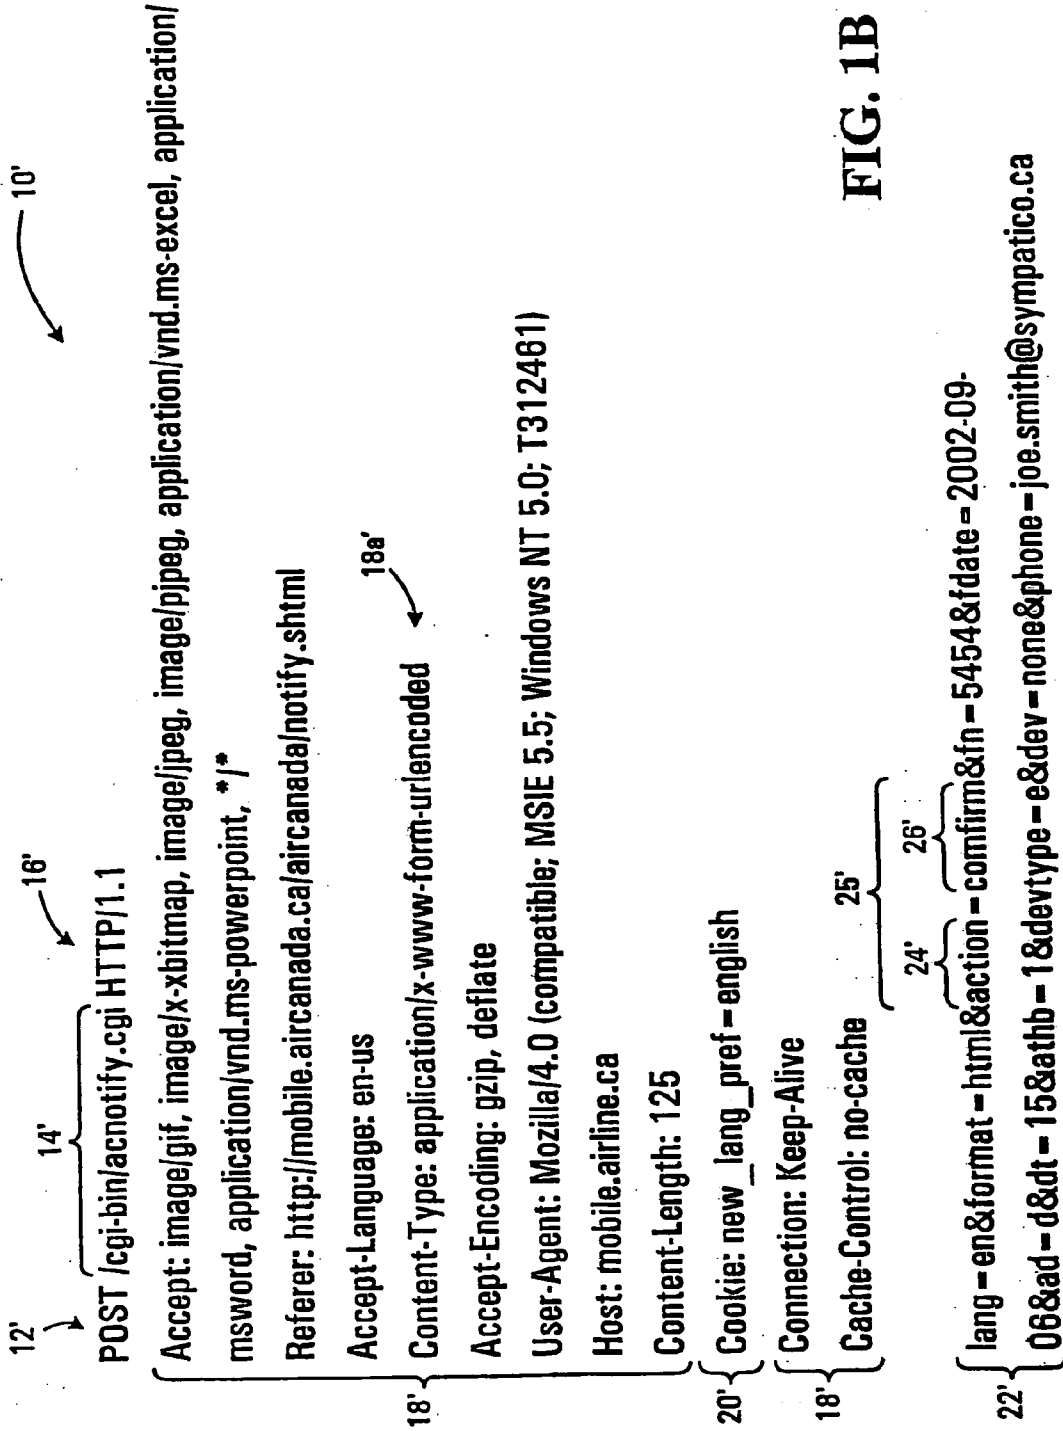 10'
12'
14'
16'
POST /cgi-bin/acnotify.cgi HTTP/1.1
Accept: image/gif, image/x-xbitmap, image/jpeg, image/pjpeg, application/vnd.ms-excel, application/
msword, application/vnd.ms-powerpoint, */*
Referer: http://mobile.aircanada.ca/aircanada/notify.shtml
Accept-Language: en-us
18a'
Content-Type: application/x-www-form-urlencoded
Accept-Encoding: gzip, deflate
User-Agent: Mozilla/4.0 (compatible; MSIE 5.5; Windows NT 5.0; T312461)
Host: mobile.airline.ca
Content-Length: 125
18'
20'
Cookie: new_lang_pref=english
18'
Connection: Keep-Alive
Cache-Control: no-cache
25'
24'
26'
22'
lang=en&format=html&action=comfirm&fn=5454&fdate=2002-09-
06&ad=d&dt=15&athb=1&devtype=e&dev=none&phone=joe.smith@sympatico.ca
FIG. 1B